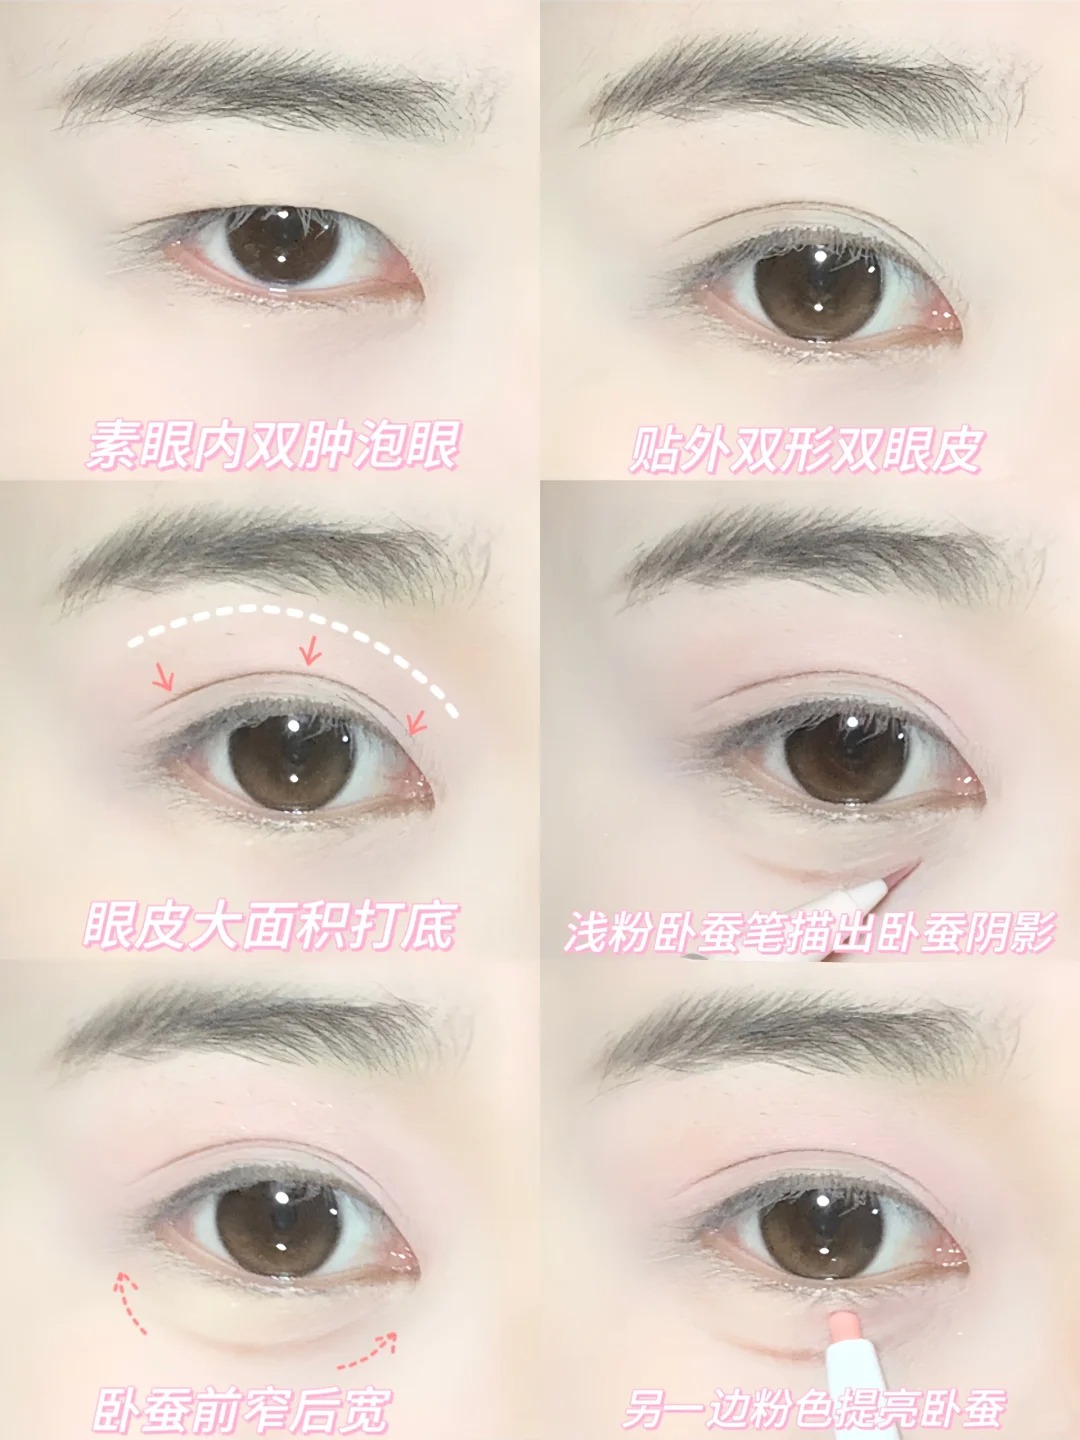 素眼内双肿泡眼
贴外双形双眼皮
眼皮大面积打底
浅粉卧蚕笔描出卧蚕阴影
卧蚕前窄后宽
另一边粉色提亮卧蚕